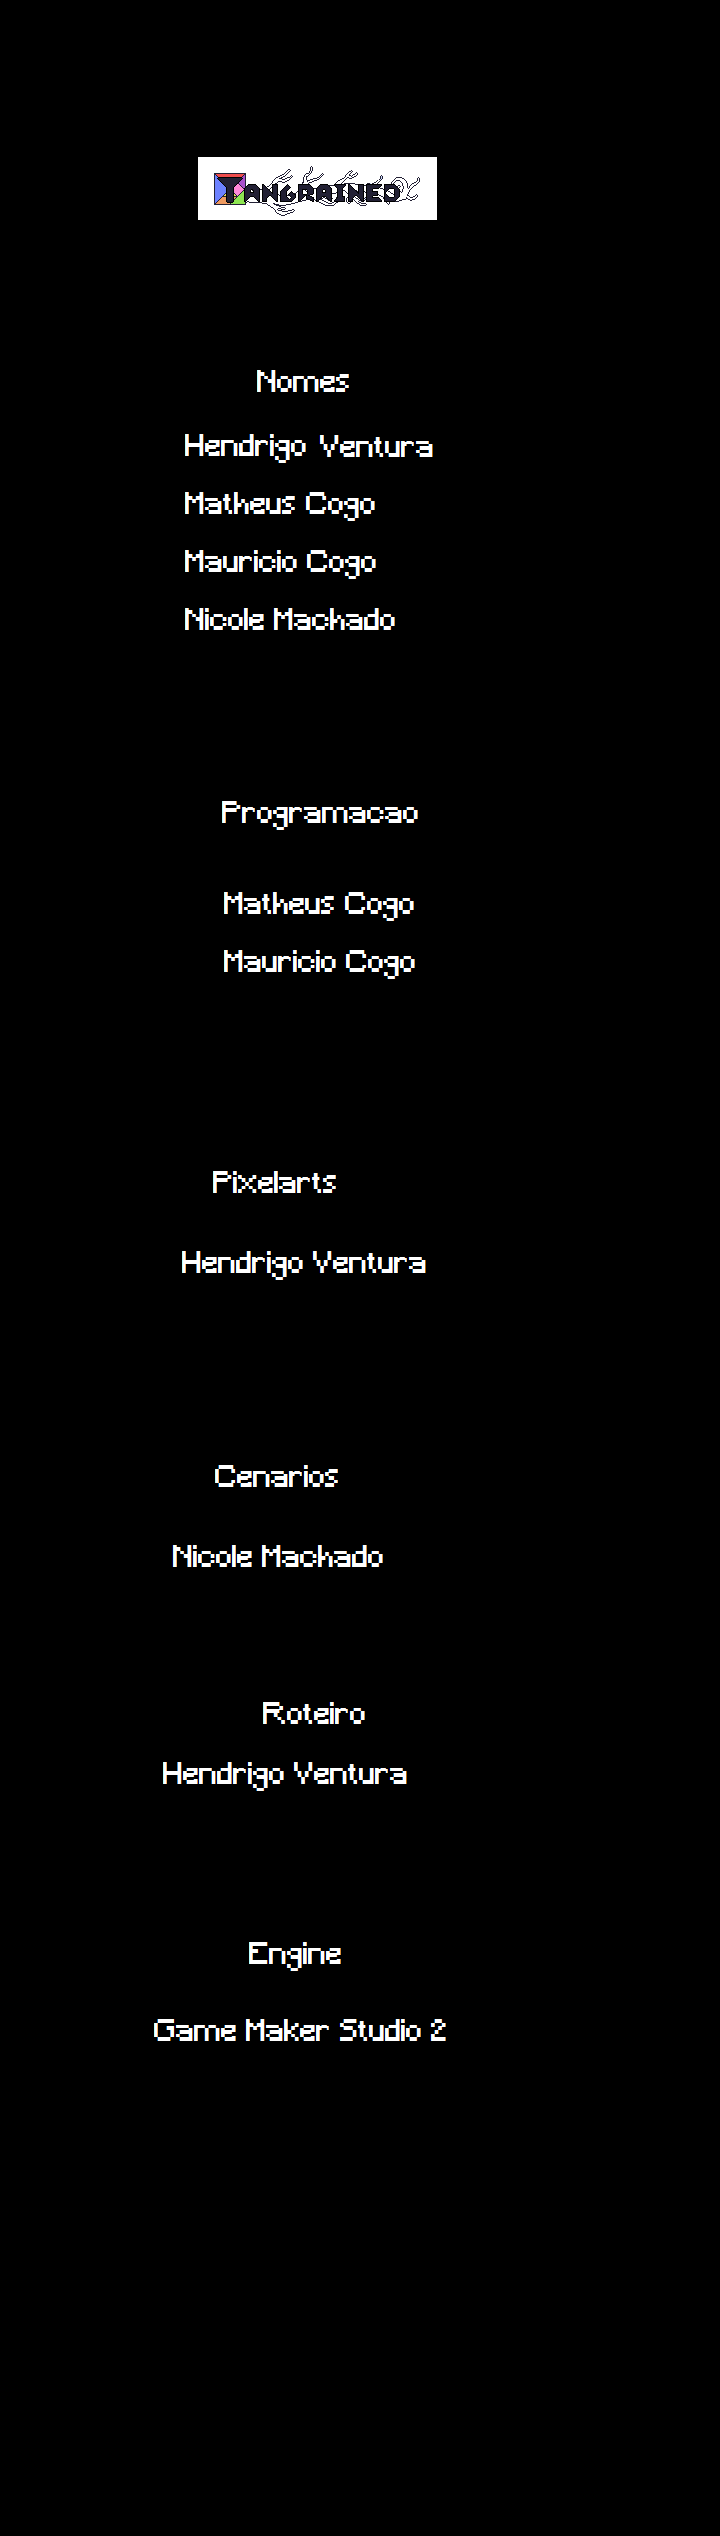 TANGRAINED
Nomes
Hendrigo Ventura
Matheus Cogo
Mauricio Cogo
Nicole Machado
Programacao
Matheus Cogo
Mauricio Cogo
Pixelarts
Hendrigo Ventura
Cenarios
Nicole Machado
Roteiro
Hendrigo Ventura
Engine
Game Maker Studio 2